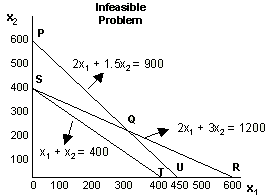 Infeasible
Problem
x2
P
600
2x1 + 1.5x2 = 900
500
S
400
300
Q
2x1 + 3x2 = 1200
200
x1 + x2 = 400
100
T U R
0 100 200 300 400 450 500 600 x1